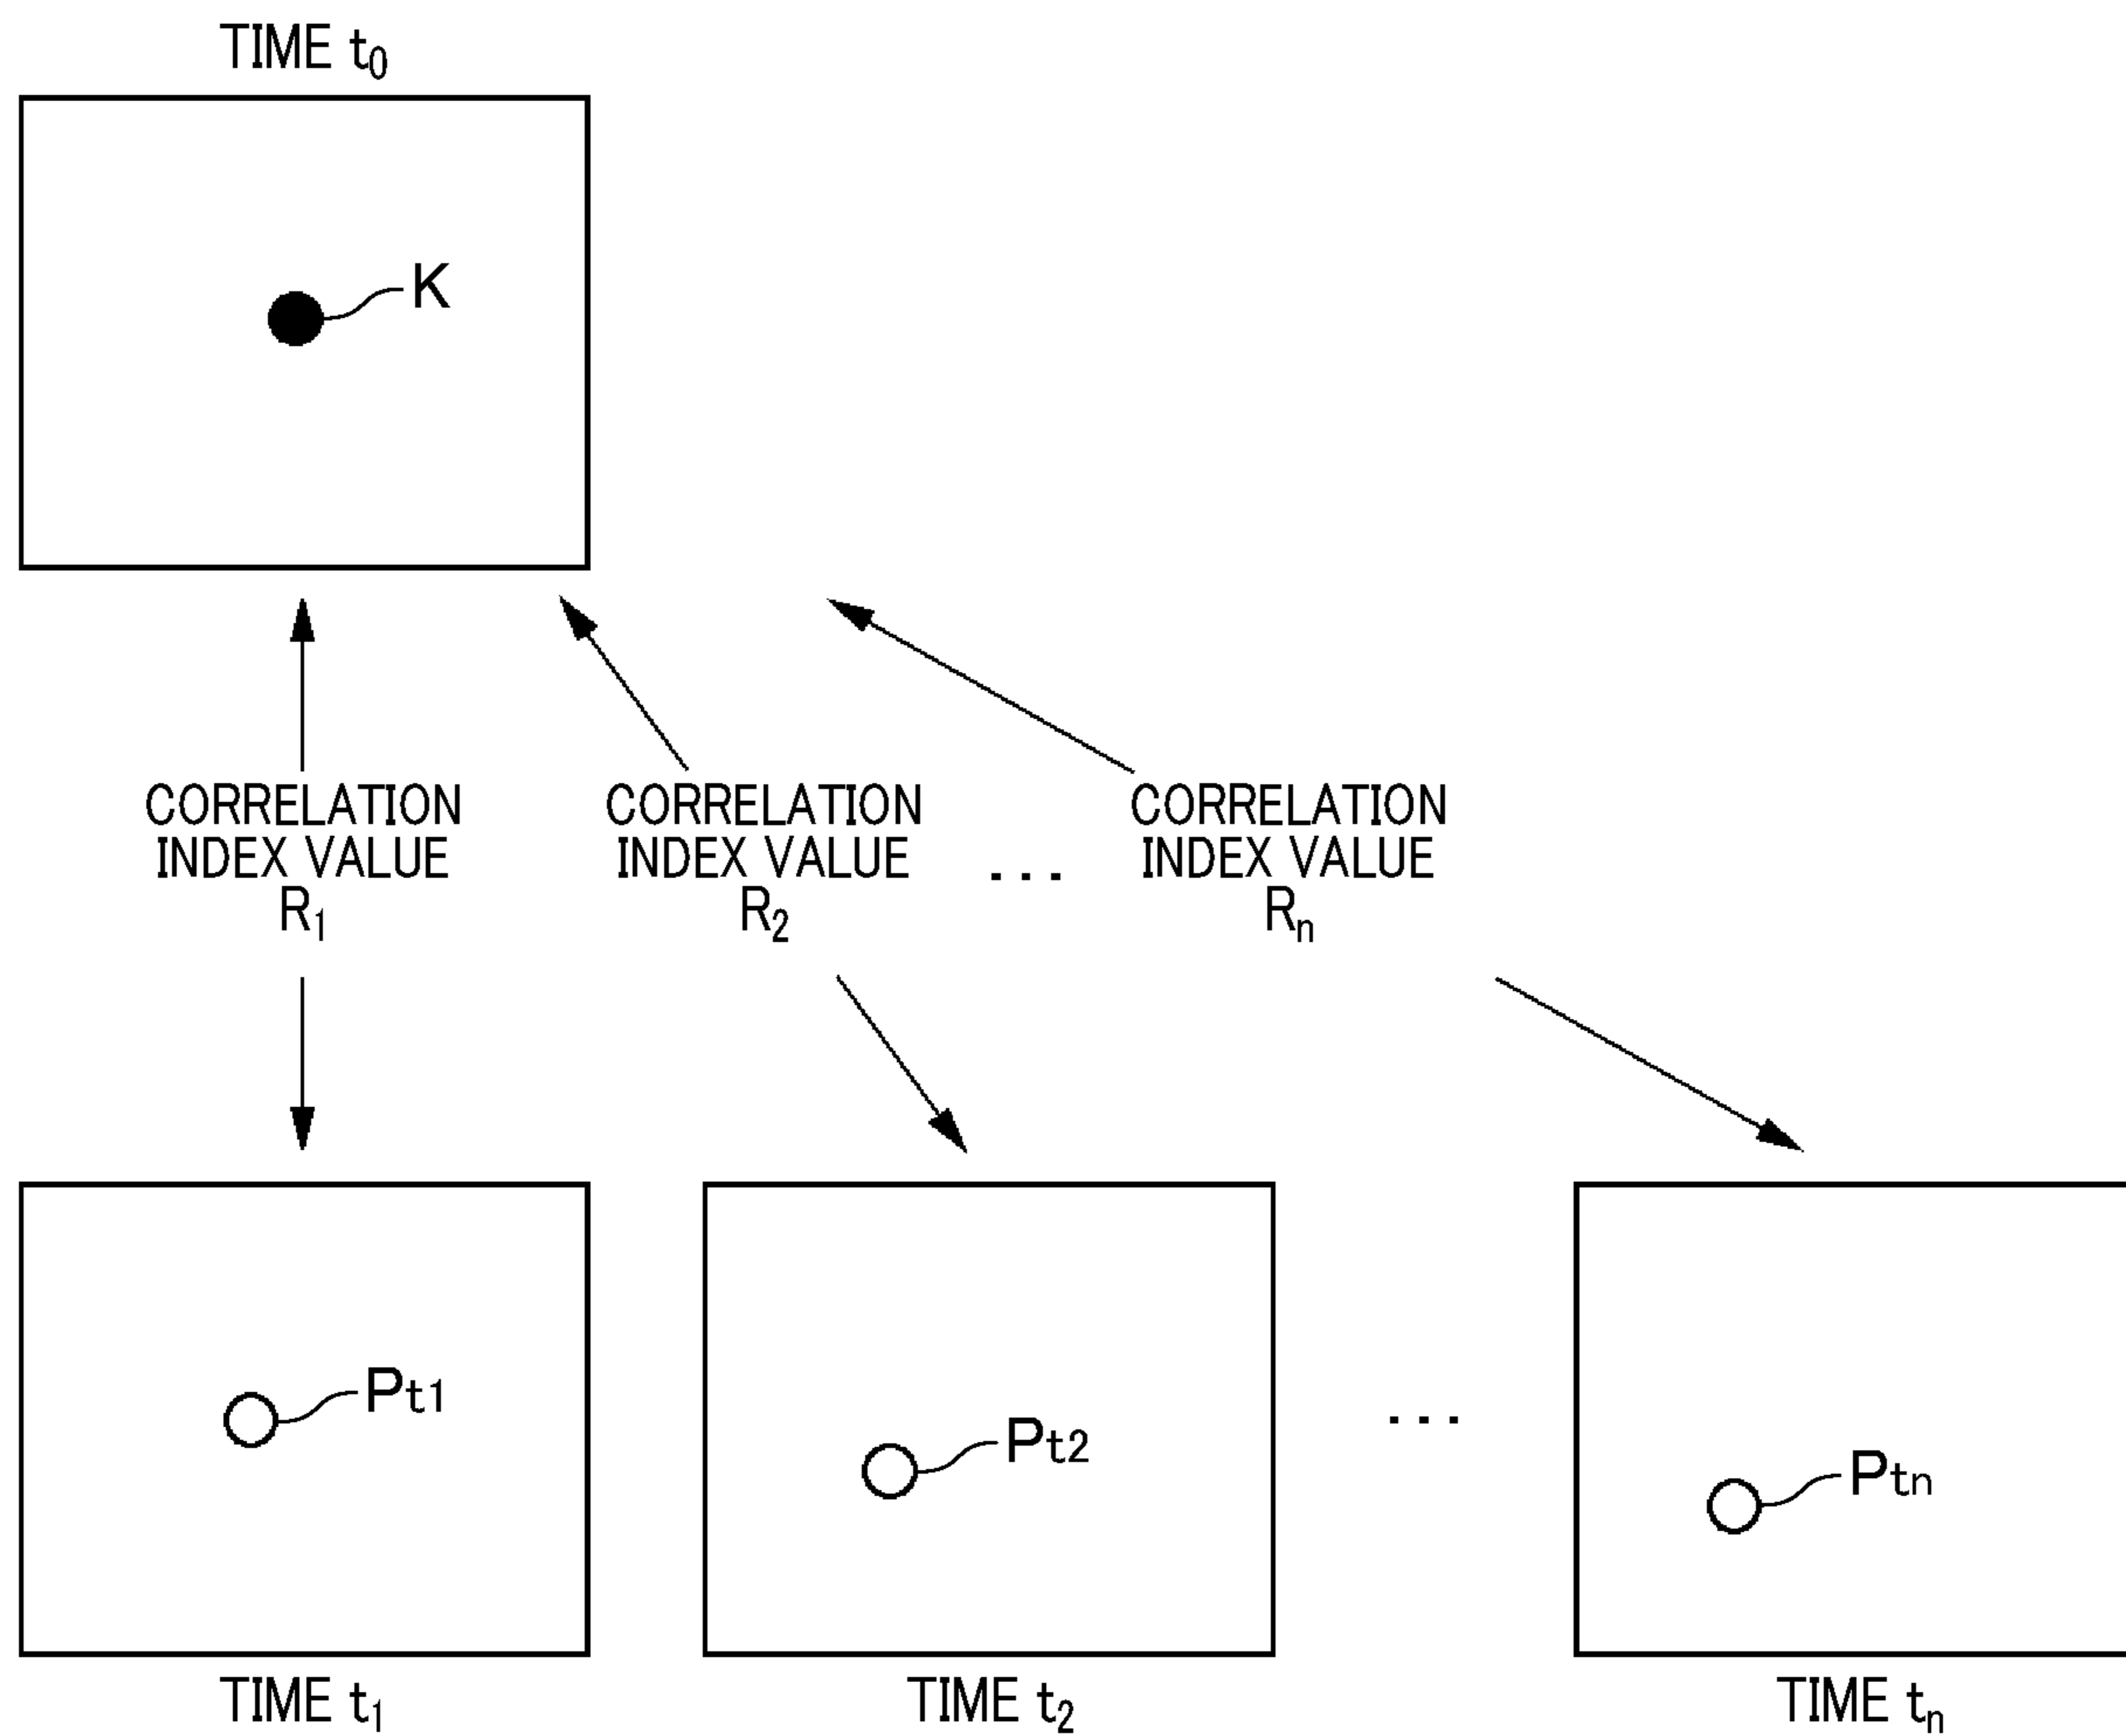 TIME t₀
K
CORRELATION
INDEX VALUE
R₁
CORRELATION
INDEX VALUE
R₂
...
CORRELATION
INDEX VALUE
Rₙ
Pt1
Pt2
...
Ptn
TIME t₁
TIME t₂
TIME tₙ